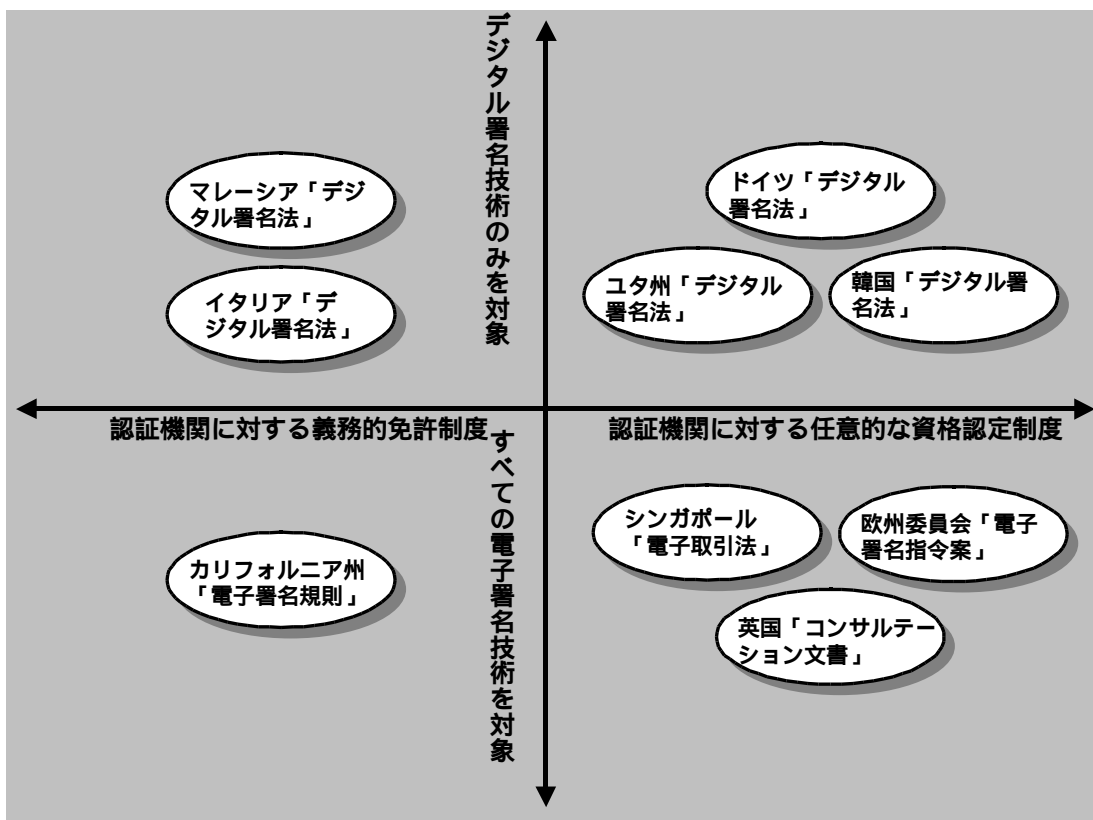 デジタル署名技術のみを対象
マレーシア「デジ
タル署名法」
イタリア「デ
ジタル署名法」
ドイツ「デジタル
署名法」
ユタ州「デジタル
署名法」
韓国「デジタル署
名法」
認証機関に対する義務的免許制度
認証機関に対する任意的な資格認定制度
すべての電子署名技術を対象
カリフォルニア州
「電子署名規則」
シンガポール
「電子取引法」
欧州委員会「電子
署名指令案」
英国「コンサルテー
ション文書」